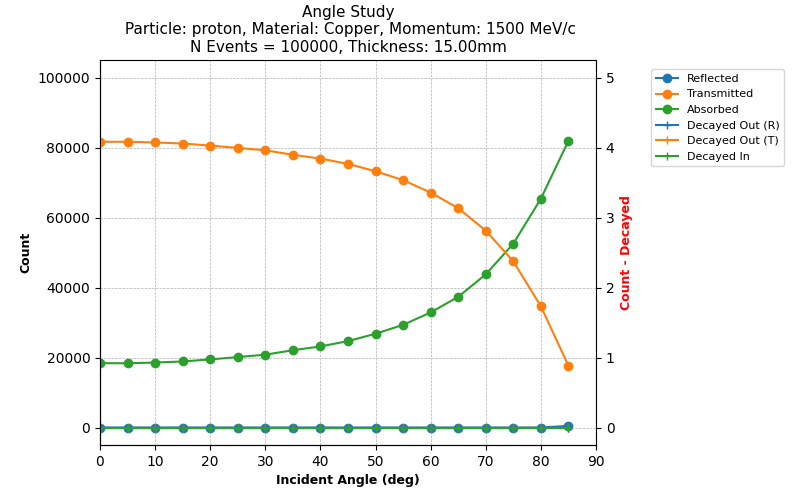 Angle Study
Particle: proton, Material: Copper, Momentum: 1500 MeV/c
N Events = 100000, Thickness: 15.00mm
100000
80000
60000
40000
20000
0
Count
5
4
3
2
1
0
Count - Decayed
0 10 20 30 40 50 60 70 80 90
Incident Angle (deg)
Reflected
Transmitted
Absorbed
Decayed Out (R)
Decayed Out (T)
Decayed In